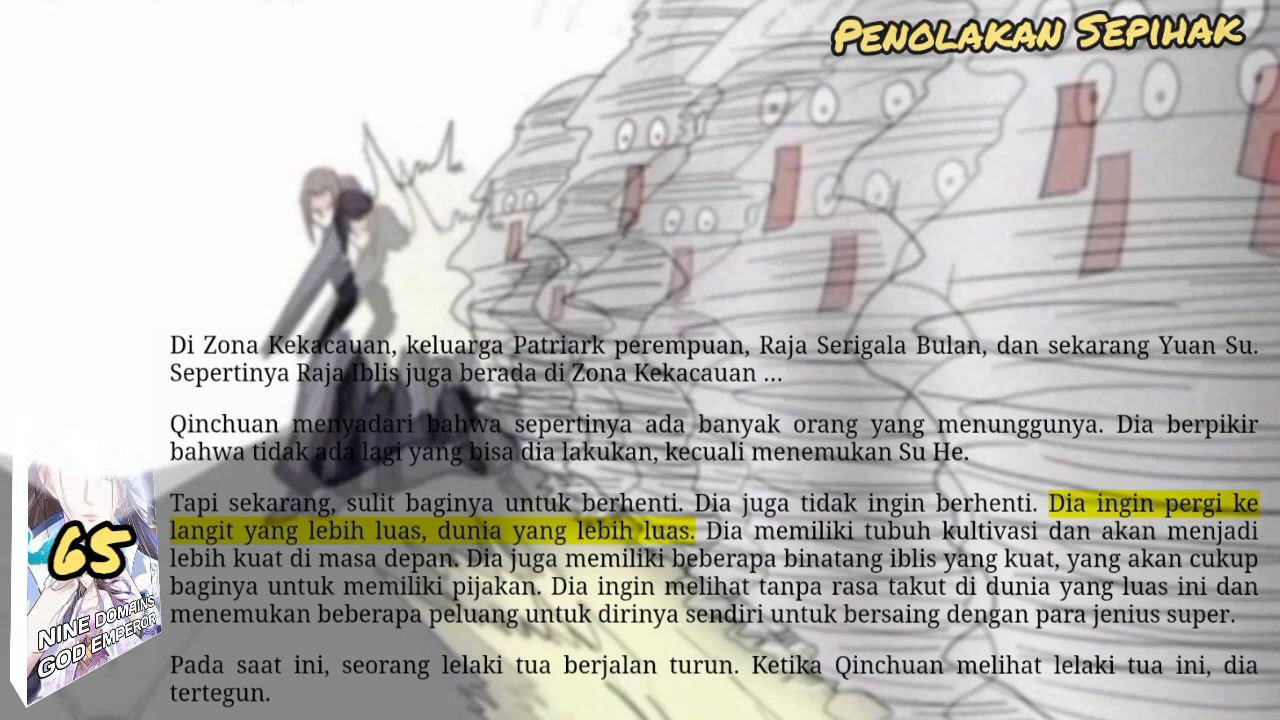 Penolakan Sepihak
Di Zona Kekacauan, keluarga Patriark perempuan, Raja Serigala Bulan, dan sekarang Yuan Su.
Sepertinya Raja Iblis juga berada di Zona Kekacauan ...
Qinchuan menyadari bahwa sepertinya ada banyak orang yang menunggunya. Dia berpikir
bahwa tidak ada lagi yang bisa dia lakukan, kecuali menemukan Su He.
Tapi sekarang, sulit baginya untuk berhenti. Dia juga tidak ingin berhenti. Dia ingin pergi ke
langit yang lebih luas, dunia yang lebih luas. Dia memiliki tubuh kultivasi dan akan menjadi
lebih kuat di masa depan. Dia juga memiliki beberapa binatang iblis yang kuat, yang akan cukup
baginya untuk memiliki pijakan. Dia ingin melihat tanpa rasa takut di dunia yang luas ini dan
menemukan beberapa peluang untuk dirinya sendiri untuk bersaing dengan para jenius super.
Pada saat ini, seorang lelaki tua berjalan turun. Ketika Qinchuan melihat lelaki tua ini, dia
tertegun.
65
NINE DOMAINS
GOD EMPEROR